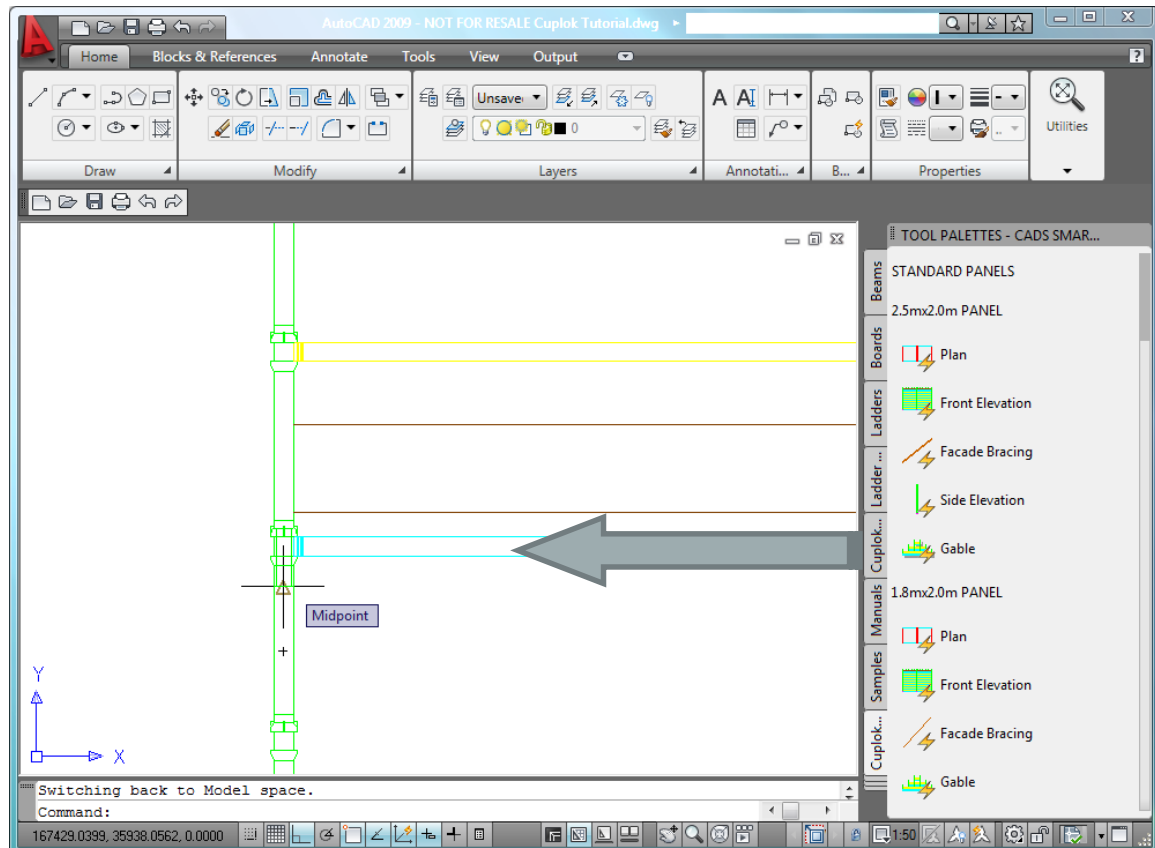 AutoCAD 2009 - NOT FOR RESALE Cuplok Tutorial.dwg
Home Blocks & References Annotate Tools View Output
?
Unsave
A AI
0
Utilities
Draw Modify Layers Annotati... B... Properties
TOOL PALETTES - CADS SMAR...
Beams
Boards
Ladders
Ladder ...
Cuplok...
Manuals
Samples
Cuplok...
STANDARD PANELS
2.5mx2.0m PANEL
Plan
Front Elevation
Facade Bracing
Side Elevation
Gable
1.8mx2.0m PANEL
Plan
Front Elevation
Facade Bracing
Gable
Midpoint
Y
X
Switching back to Model space.
Command:
167429.0399, 35938.0562, 0.0000
1:50